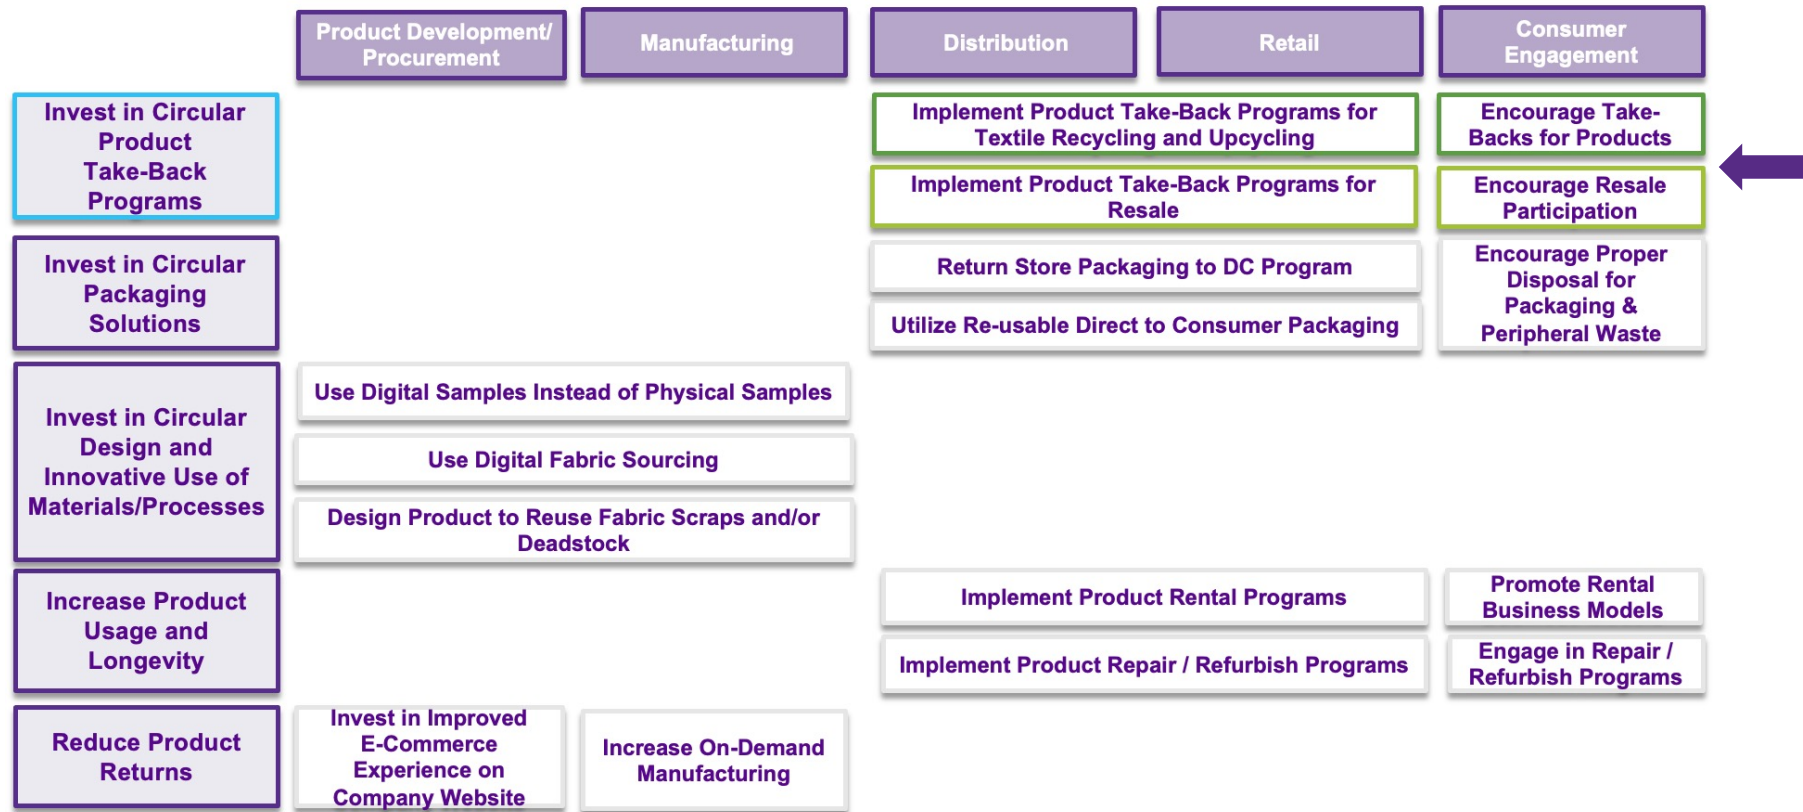 Product Development/
Procurement
Manufacturing
Distribution
Retail
Consumer
Engagement
Invest in Circular
Product
Take-Back
Programs
Implement Product Take-Back Programs for
Textile Recycling and Upcycling
Encourage Take-
Backs for Products
Implement Product Take-Back Programs for
Resale
Encourage Resale
Participation
Invest in Circular
Packaging
Solutions
Return Store Packaging to DC Program
Utilize Re-usable Direct to Consumer Packaging
Encourage Proper
Disposal for
Packaging &
Peripheral Waste
Invest in Circular
Design and
Innovative Use of
Materials/Processes
Use Digital Samples Instead of Physical Samples
Use Digital Fabric Sourcing
Design Product to Reuse Fabric Scraps and/or
Deadstock
Increase Product
Usage and
Longevity
Implement Product Rental Programs
Promote Rental
Business Models
Implement Product Repair / Refurbish Programs
Engage in Repair /
Refurbish Programs
Reduce Product
Returns
Invest in Improved
E-Commerce
Experience on
Company Website
Increase On-Demand
Manufacturing